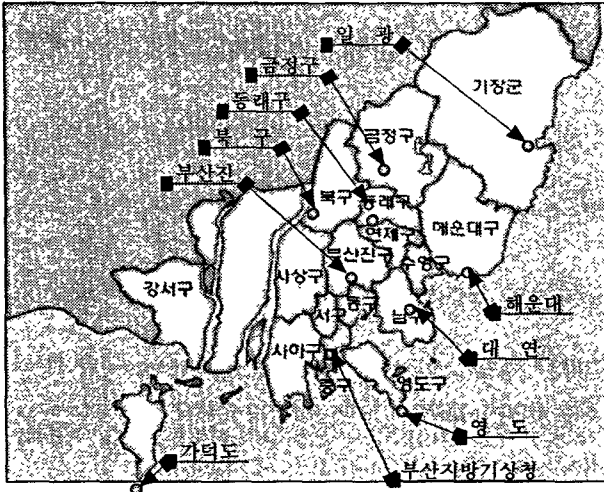 일 광
금정구
기장군
동래구
금정구
북 구
부산진
북구
동래구
해운대구
연제구
부산진구
수영구
사상구
강서구
해운대
동구
서구
남구
대 연
사하구
영도구
중구
영 도
가덕도
부산지방기상청